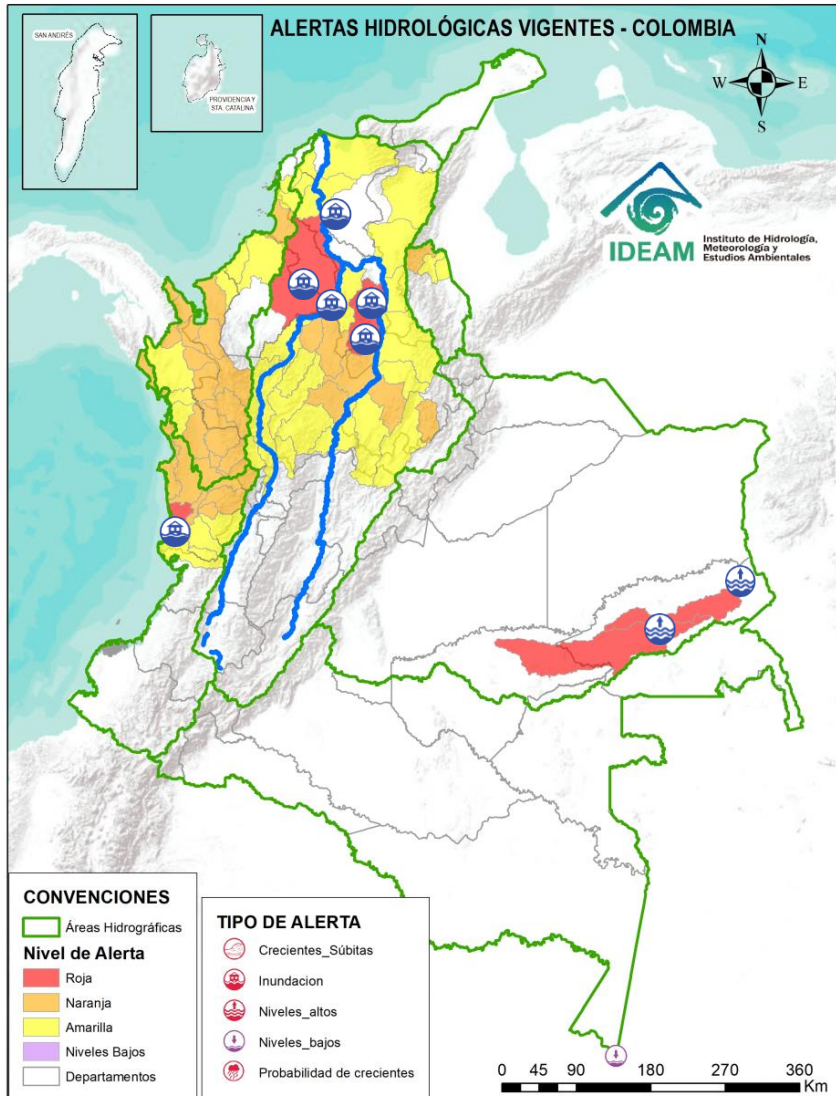 ALERTAS HIDROLÓGICAS VIGENTES - COLOMBIA
SAN ANDRÉS
PROVIDENCIA Y
STA. CATALINA
N
W
E
S
IDEAM
Instituto de Hidrología,
Meteorología y
Estudios Ambientales
CONVENCIONES
Áreas Hidrográficas
Nivel de Alerta
Roja
Naranja
Amarilla
Niveles Bajos
Departamentos
TIPO DE ALERTA
Crecientes_Súbitas
Inundacion
Niveles_altos
Niveles_bajos
Probabilidad de crecientes
0 45 90 180 270 360
Km